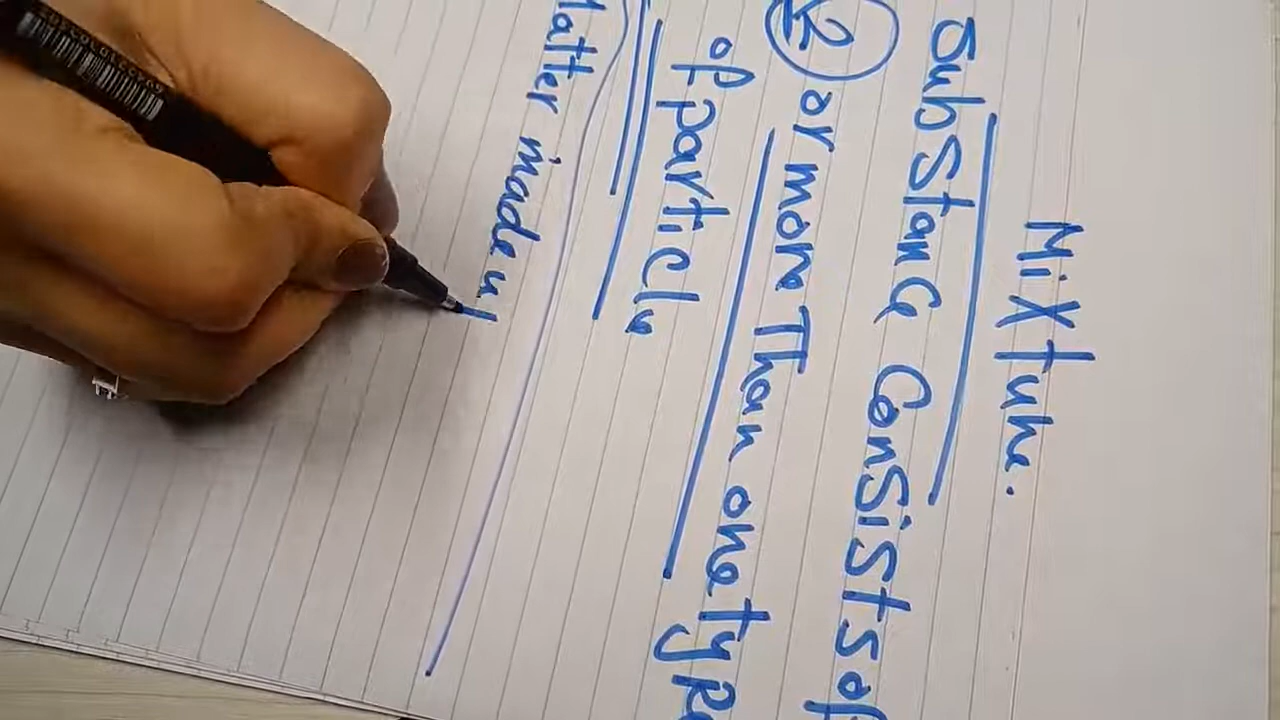 Mixture.
Substance Consists of
2 or more Than one type
of particle
Matter made u